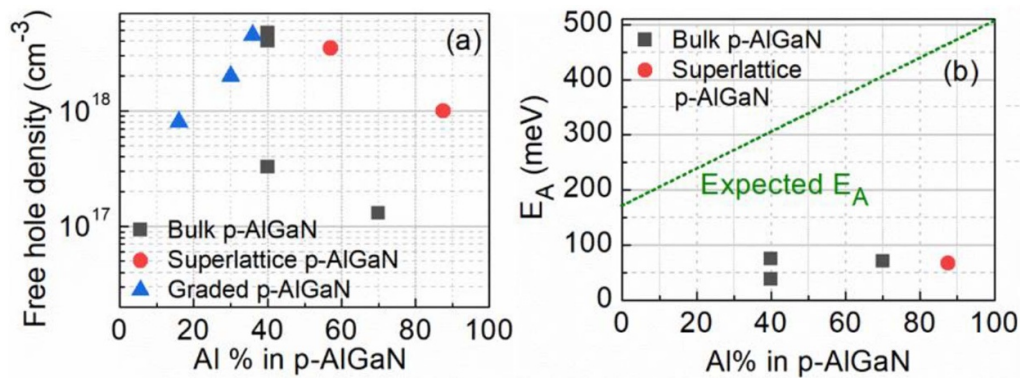 (a)
Free hole density (cm⁻³)
10¹⁸
10¹⁷
Bulk p-AlGaN
Superlattice p-AlGaN
Graded p-AlGaN
0 20 40 60 80 100
Al % in p-AlGaN
(b)
E_A (meV)
500
400
300
200
100
0
Bulk p-AlGaN
Superlattice
p-AlGaN
Expected E_A
0 20 40 60 80 100
Al% in p-AlGaN